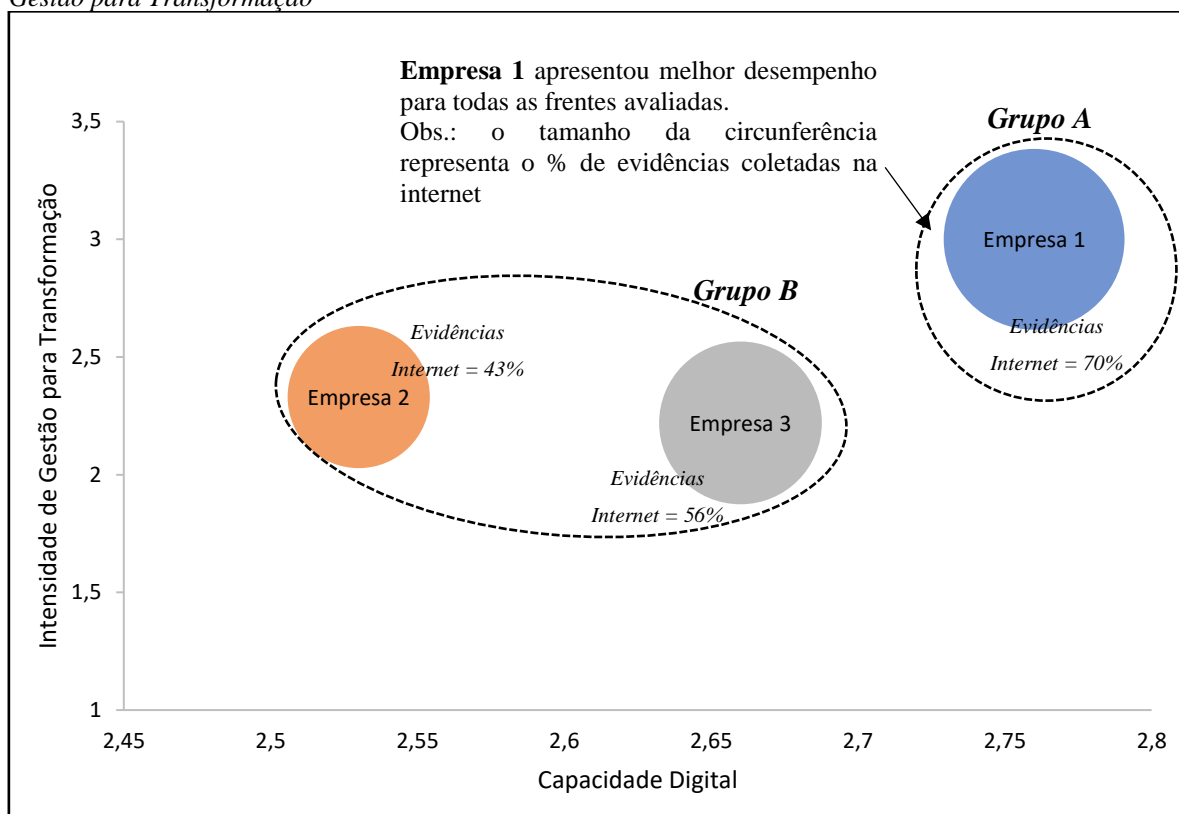 Gestão para Transformação
Empresa 1 apresentou melhor desempenho
para todas as frentes avaliadas.
Obs.: o tamanho da circunferência
representa o % de evidências coletadas na
internet
Grupo A
Empresa 1
Evidências
Internet = 70%
Grupo B
Evidências
Internet = 43%
Empresa 2
Empresa 3
Evidências
Internet = 56%
Intensidade de Gestão para Transformação
3,5
3
2,5
2
1,5
1
2,45
2,5
2,55
2,6
2,65
2,7
2,75
2,8
Capacidade Digital